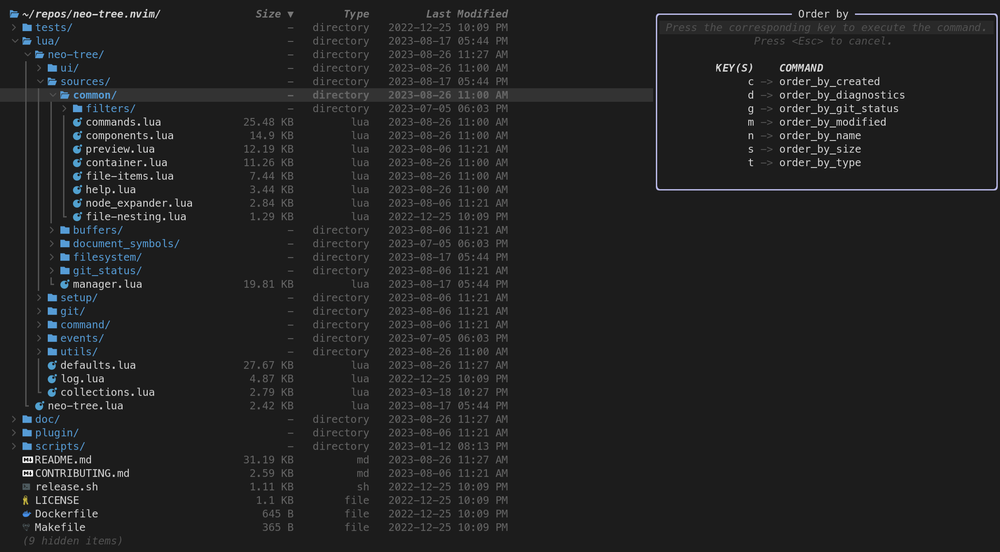 ~/repos/neo-tree.nvim/ Size ▼ Type Last Modified
tests/ – directory 2022-12-25 10:09 PM
lua/ – directory 2023-08-17 05:44 PM
neo-tree/ – directory 2023-08-26 11:27 AM
ui/ – directory 2023-08-26 11:00 AM
sources/ – directory 2023-08-17 05:44 PM
common/ – directory 2023-08-26 11:00 AM
filters/ – directory 2023-07-05 06:03 PM
commands.lua 25.48 KB lua 2023-08-26 11:00 AM
components.lua 14.9 KB lua 2023-08-26 11:00 AM
preview.lua 12.19 KB lua 2023-08-06 11:21 AM
container.lua 11.26 KB lua 2023-08-26 11:00 AM
file-items.lua 7.44 KB lua 2023-08-26 11:00 AM
help.lua 3.44 KB lua 2023-08-26 11:00 AM
node_expander.lua 2.84 KB lua 2023-08-06 11:21 AM
file-nesting.lua 1.29 KB lua 2022-12-25 10:09 PM
buffers/ – directory 2023-08-06 11:21 AM
document_symbols/ – directory 2023-07-05 06:03 PM
filesystem/ – directory 2023-08-17 05:44 PM
git_status/ – directory 2023-08-06 11:21 AM
manager.lua 19.81 KB lua 2023-08-17 05:44 PM
setup/ – directory 2023-08-06 11:21 AM
git/ – directory 2023-08-06 11:21 AM
command/ – directory 2023-08-06 11:21 AM
events/ – directory 2023-07-05 06:03 PM
utils/ – directory 2023-08-26 11:00 AM
defaults.lua 27.67 KB lua 2023-08-26 11:27 AM
log.lua 4.87 KB lua 2022-12-25 10:09 PM
collections.lua 2.79 KB lua 2023-03-18 10:27 PM
neo-tree.lua 2.42 KB lua 2023-08-17 05:44 PM
doc/ – directory 2023-08-26 11:27 AM
plugin/ – directory 2023-08-06 11:21 AM
scripts/ – directory 2023-01-12 08:13 PM
README.md 31.19 KB md 2023-08-26 11:27 AM
CONTRIBUTING.md 2.59 KB md 2023-08-06 11:21 AM
release.sh 1.11 KB sh 2022-12-25 10:09 PM
LICENSE 1.1 KB file 2022-12-25 10:09 PM
Dockerfile 645 B file 2022-12-25 10:09 PM
Makefile 365 B file 2022-12-25 10:09 PM
(9 hidden items)
Order by
Press the corresponding key to execute the command.
Press <Esc> to cancel.
KEY(S) COMMAND
c –> order_by_created
d –> order_by_diagnostics
g –> order_by_git_status
m –> order_by_modified
n –> order_by_name
s –> order_by_size
t –> order_by_type